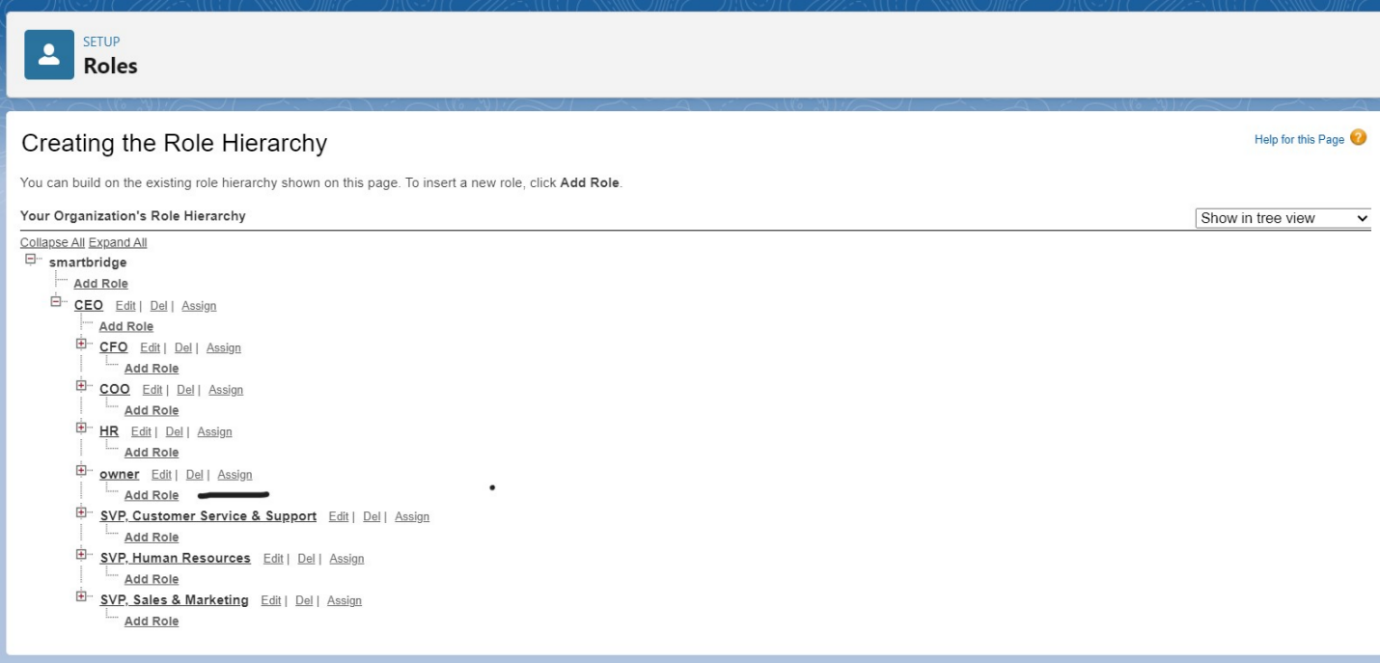 SETUP
Roles
Creating the Role Hierarchy
Help for this Page ?
You can build on the existing role hierarchy shown on this page. To insert a new role, click Add Role.
Your Organization's Role Hierarchy
Show in tree view
Collapse All Expand All
smartbridge
Add Role
CEO Edit | Del | Assign
Add Role
CFO Edit | Del | Assign
Add Role
COO Edit | Del | Assign
Add Role
HR Edit | Del | Assign
Add Role
owner Edit | Del | Assign
Add Role
SVP, Customer Service & Support Edit | Del | Assign
Add Role
SVP, Human Resources Edit | Del | Assign
Add Role
SVP, Sales & Marketing Edit | Del | Assign
Add Role